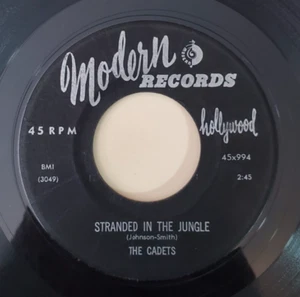 Modern
RECORDS
hollywood
45 RPM
45x994
BMI
(3049)
2:45
STRANDED IN THE JUNGLE
(Johnson-Smith)
THE CADETS